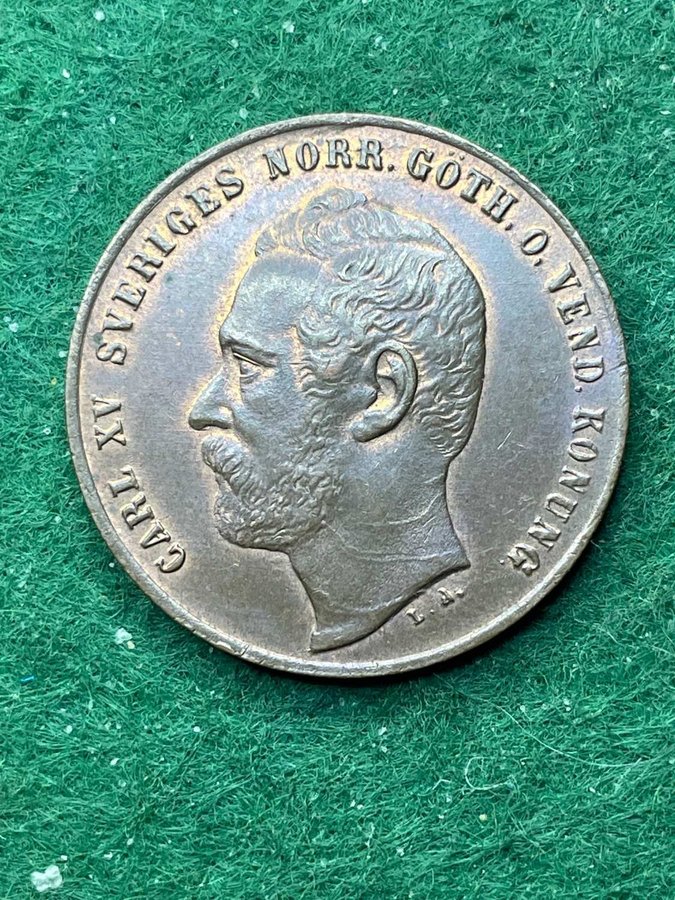 CARL XV SVERIGES NORR. GÖTH. O. VEND. KONUNG
L. A.